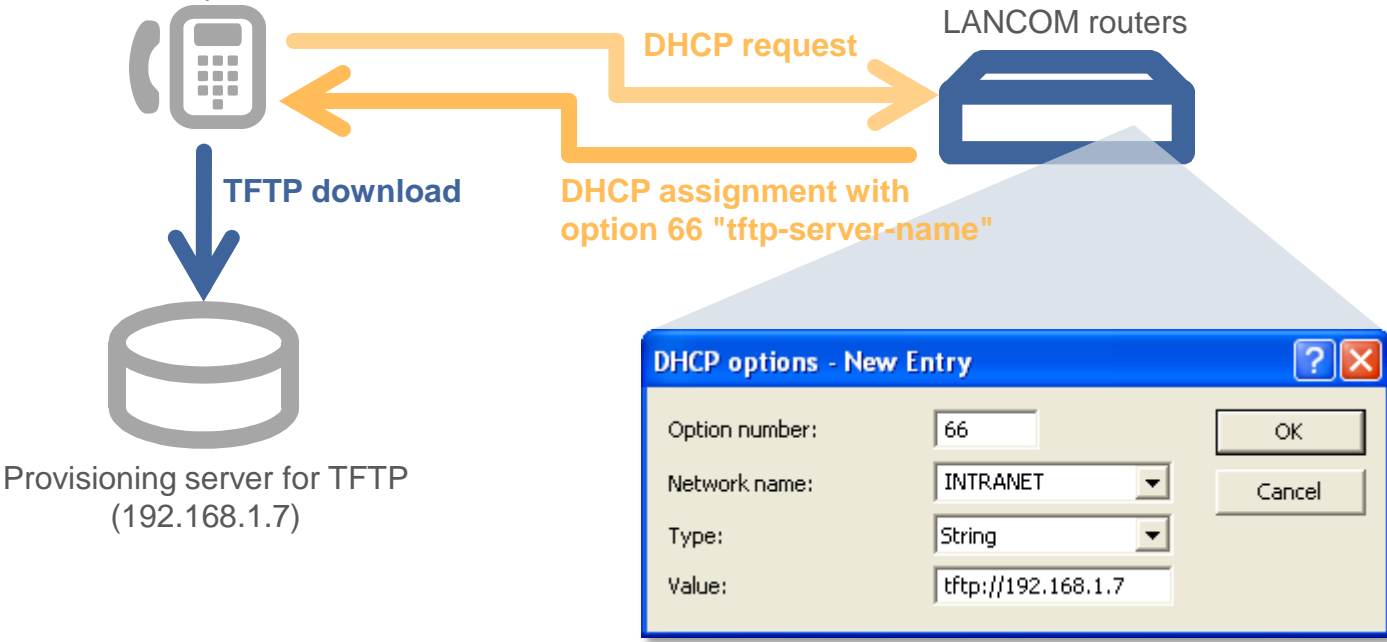 LANCOM routers
DHCP request
TFTP download
DHCP assignment with
option 66 "tftp-server-name"
Provisioning server for TFTP
(192.168.1.7)
DHCP options - New Entry
Option number:
66
OK
Network name:
INTRANET
Cancel
Type:
String
Value:
tftp://192.168.1.7